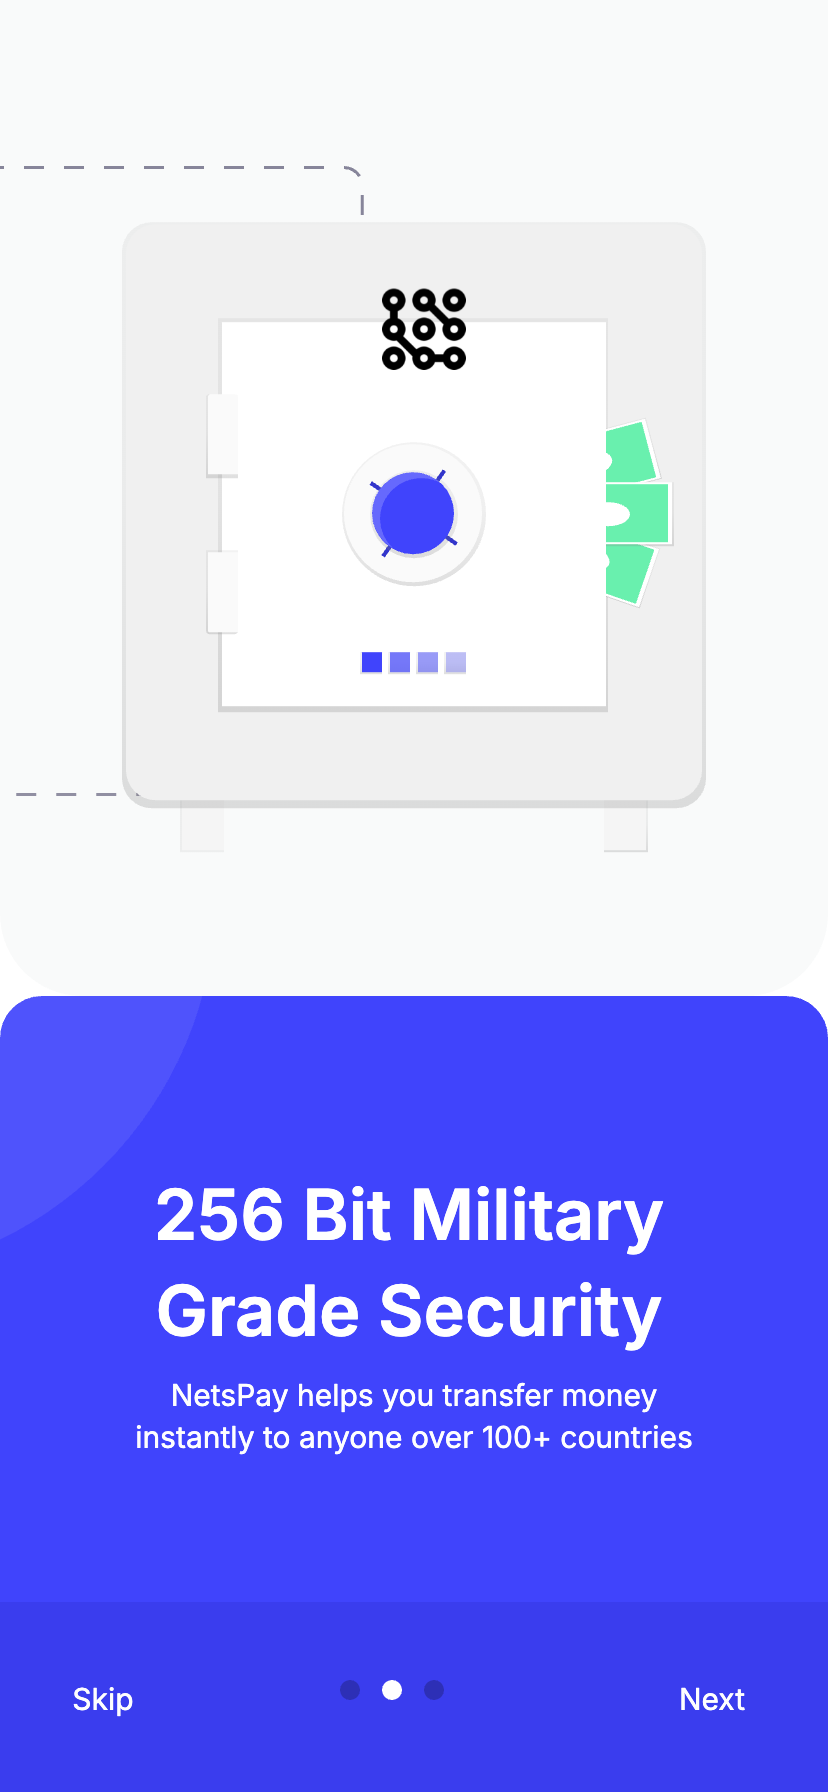 256 Bit Military
Grade Security
NetsPay helps you transfer money
instantly to anyone over 100+ countries
Skip
Next